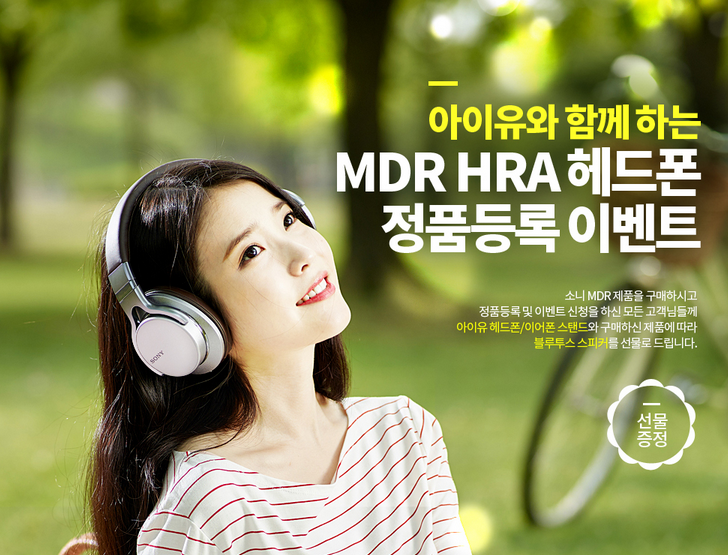 아이유와 함께 하는
MDR HRA 헤드폰
정품등록 이벤트
소니 MDR 제품을 구매하시고
정품등록 및 이벤트 신청을 하신 모든 고객님들께
아이유 헤드폰/이어폰 스탠드와 구매하신 제품에 따라
블루투스 스피커를 선물로 드립니다.
SONY
선물
증정